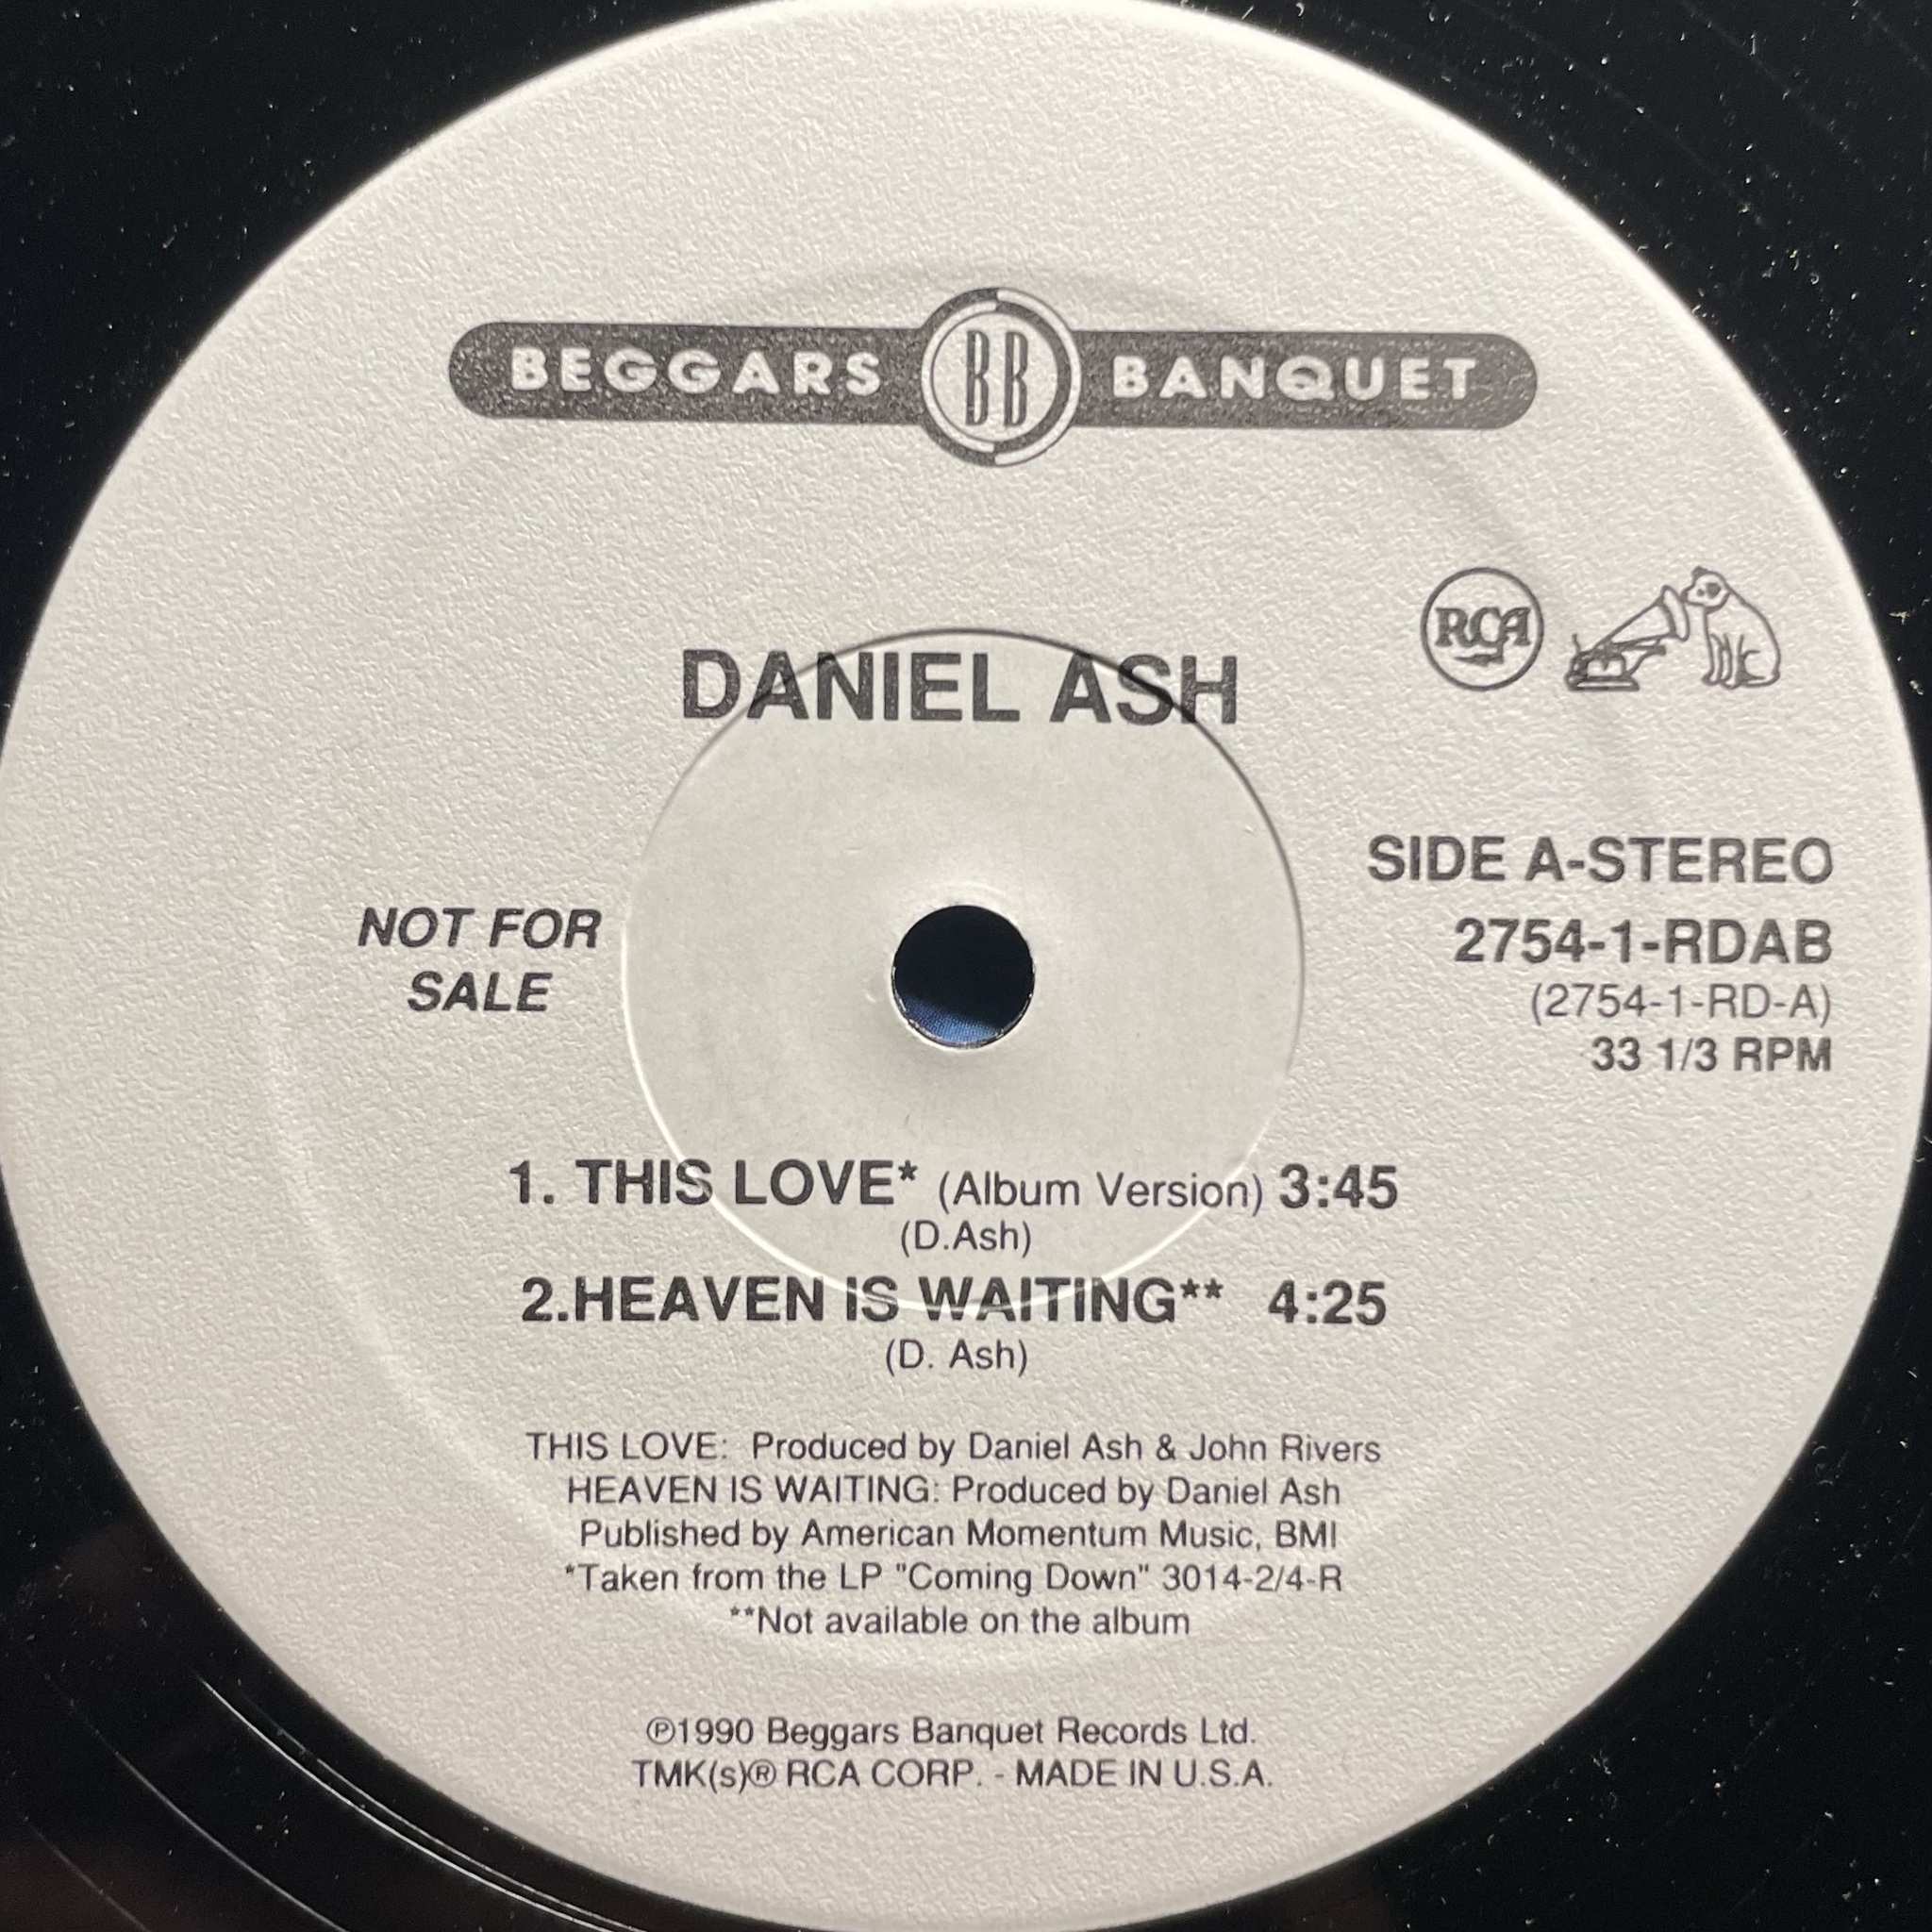 BEGGARS BB BANQUET
RCA
DANIEL ASH
SIDE A-STEREO
NOT FOR
SALE
2754-1-RDAB
(2754-1-RD-A)
33 1/3 RPM
1. THIS LOVE* (Album Version) 3:45
(D.Ash)
2.HEAVEN IS WAITING** 4:25
(D. Ash)
THIS LOVE: Produced by Daniel Ash & John Rivers
HEAVEN IS WAITING: Produced by Daniel Ash
Published by American Momentum Music, BMI
*Taken from the LP "Coming Down" 3014-2/4-R
**Not available on the album
℗1990 Beggars Banquet Records Ltd.
TMK(s)® RCA CORP. - MADE IN U.S.A.